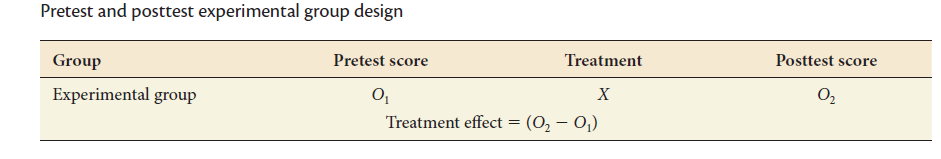 Pretest and posttest experimental group design
Group Pretest score Treatment Posttest score
Experimental group O₁ X O₂
Treatment effect = (O₂ − O₁)